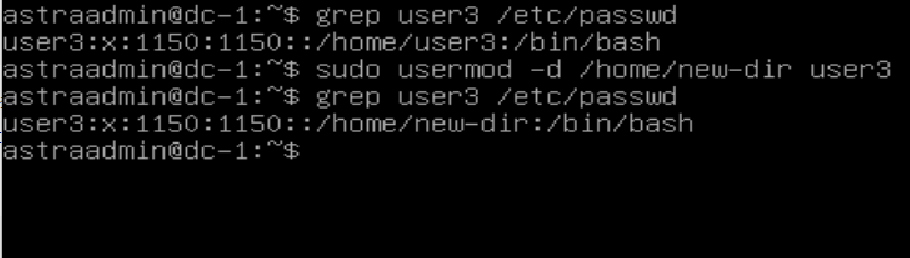 astraadmin@dc-1:~$ grep user3 /etc/passwd
user3:x:1150:1150::/home/user3:/bin/bash
astraadmin@dc-1:~$ sudo usermod -d /home/new-dir user3
astraadmin@dc-1:~$ grep user3 /etc/passwd
user3:x:1150:1150::/home/new-dir:/bin/bash
astraadmin@dc-1:~$